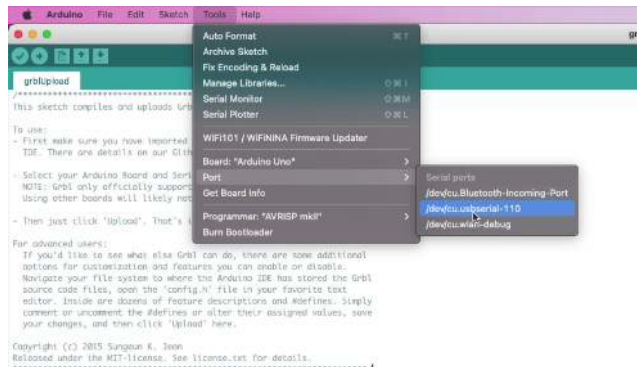 Arduino File Edit Sketch Tools Help
gr
grblUpload
Auto Format ⌘T
Archive Sketch
Fix Encoding & Reload
Manage Libraries... ⇧⌘I
Serial Monitor ⇧⌘M
Serial Plotter ⇧⌘L
WiFi101 / WiFiNINA Firmware Updater
Board: "Arduino Uno"
Port
Get Board Info
Programmer: "AVRISP mkII"
Burn Bootloader
Serial ports
/dev/cu.Bluetooth-Incoming-Port
/dev/cu.usbserial-110
/dev/cu.wlan-debug
This sketch compiles and uploads Grb
To use:
- First make sure you have imported
IDE. There are details on our Gith
- Select your Arduino Board and Seri
NOTE: Grbl only officially support
Using other boards will likely not
- Then just click 'Upload'. That's i
For advanced users:
If you'd like to see what else Grbl can do, there are some additional
options for customization and features you can enable or disable.
Navigate your file system to where the Arduino IDE has stored the Grbl
source code files, open the 'config.h' file in your favorite text
editor. Inside are dozens of feature descriptions and #defines. Simply
comment or uncomment the #defines or alter their assigned values, save
your changes, and then click 'Upload' here.
Copyright (c) 2015 Sungeun K. Jeon
Released under the MIT-license. See license.txt for details.